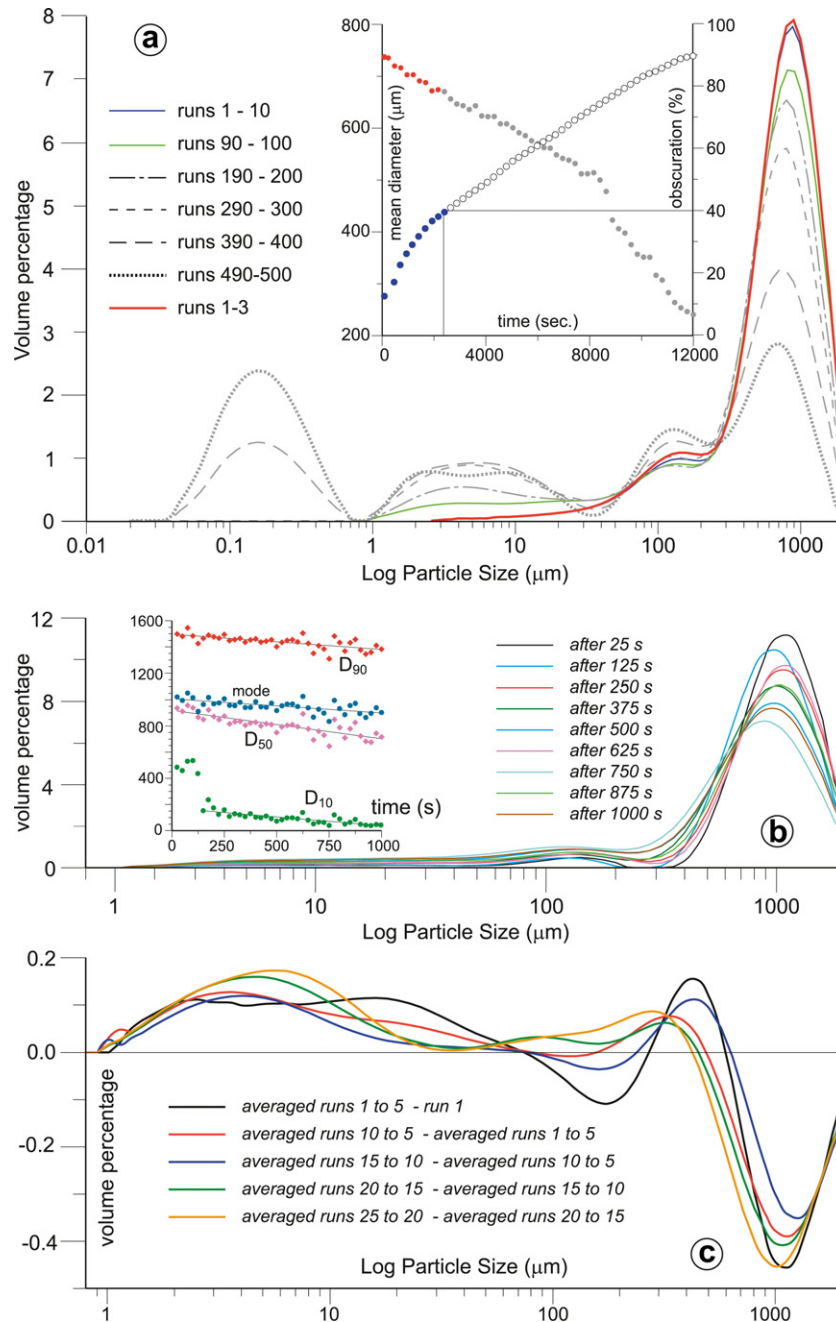 8
7
6
5
4
3
2
1
0
Volume percentage
a
runs 1 - 10
runs 90 - 100
runs 190 - 200
runs 290 - 300
runs 390 - 400
runs 490-500
runs 1-3
800
600
400
200
mean diameter (µm)
100
80
60
40
20
0
obscuration (%)
time (sec.)
0 4000 8000 12000
0.01 0.1 1 10 100 1000
Log Particle Size (µm)
12
8
4
0
volume percentage
1600
1200
800
400
0
D90
mode
D50
D10
time (s)
0 250 500 750 1000
after 25 s
after 125 s
after 250 s
after 375 s
after 500 s
after 625 s
after 750 s
after 875 s
after 1000 s
b
1 10 100 1000
Log Particle Size (µm)
0.2
0.0
-0.2
-0.4
volume percentage
averaged runs 1 to 5 - run 1
averaged runs 10 to 5 - averaged runs 1 to 5
averaged runs 15 to 10 - averaged runs 10 to 5
averaged runs 20 to 15 - averaged runs 15 to 10
averaged runs 25 to 20 - averaged runs 20 to 15
Log Particle Size (µm)
c
1 10 100 1000